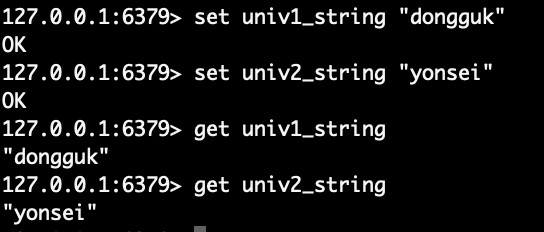 127.0.0.1:6379> set univ1_string "dongguk"
OK
127.0.0.1:6379> set univ2_string "yonsei"
OK
127.0.0.1:6379> get univ1_string
"dongguk"
127.0.0.1:6379> get univ2_string
"yonsei"